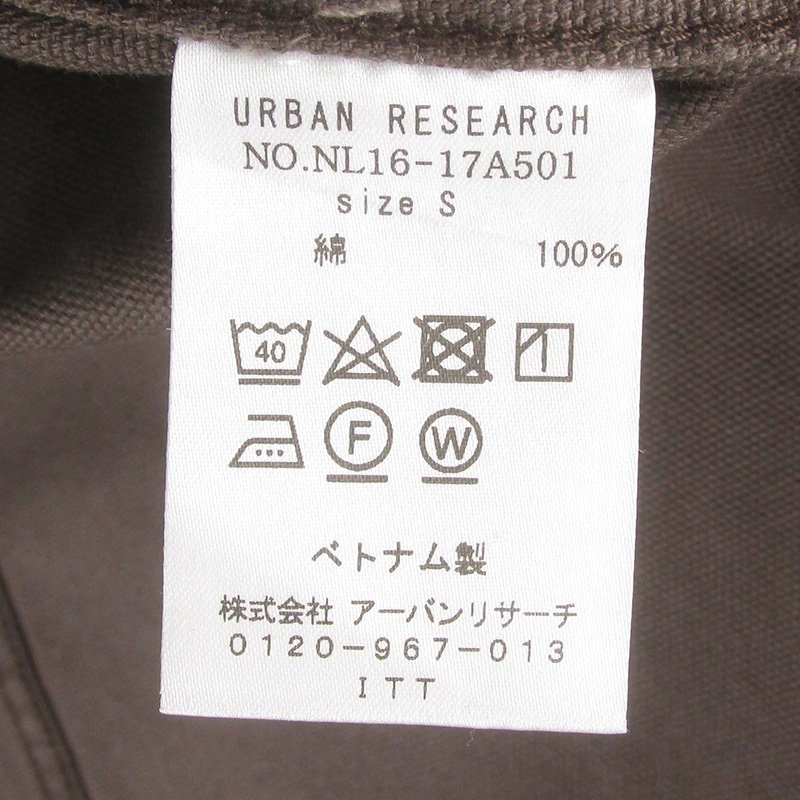 URBAN RESEARCH
NO.NL16-17A501
size S
綿 100%
40
F W
ベトナム製
株式会社 アーバンリサーチ
0120-967-013
ITT